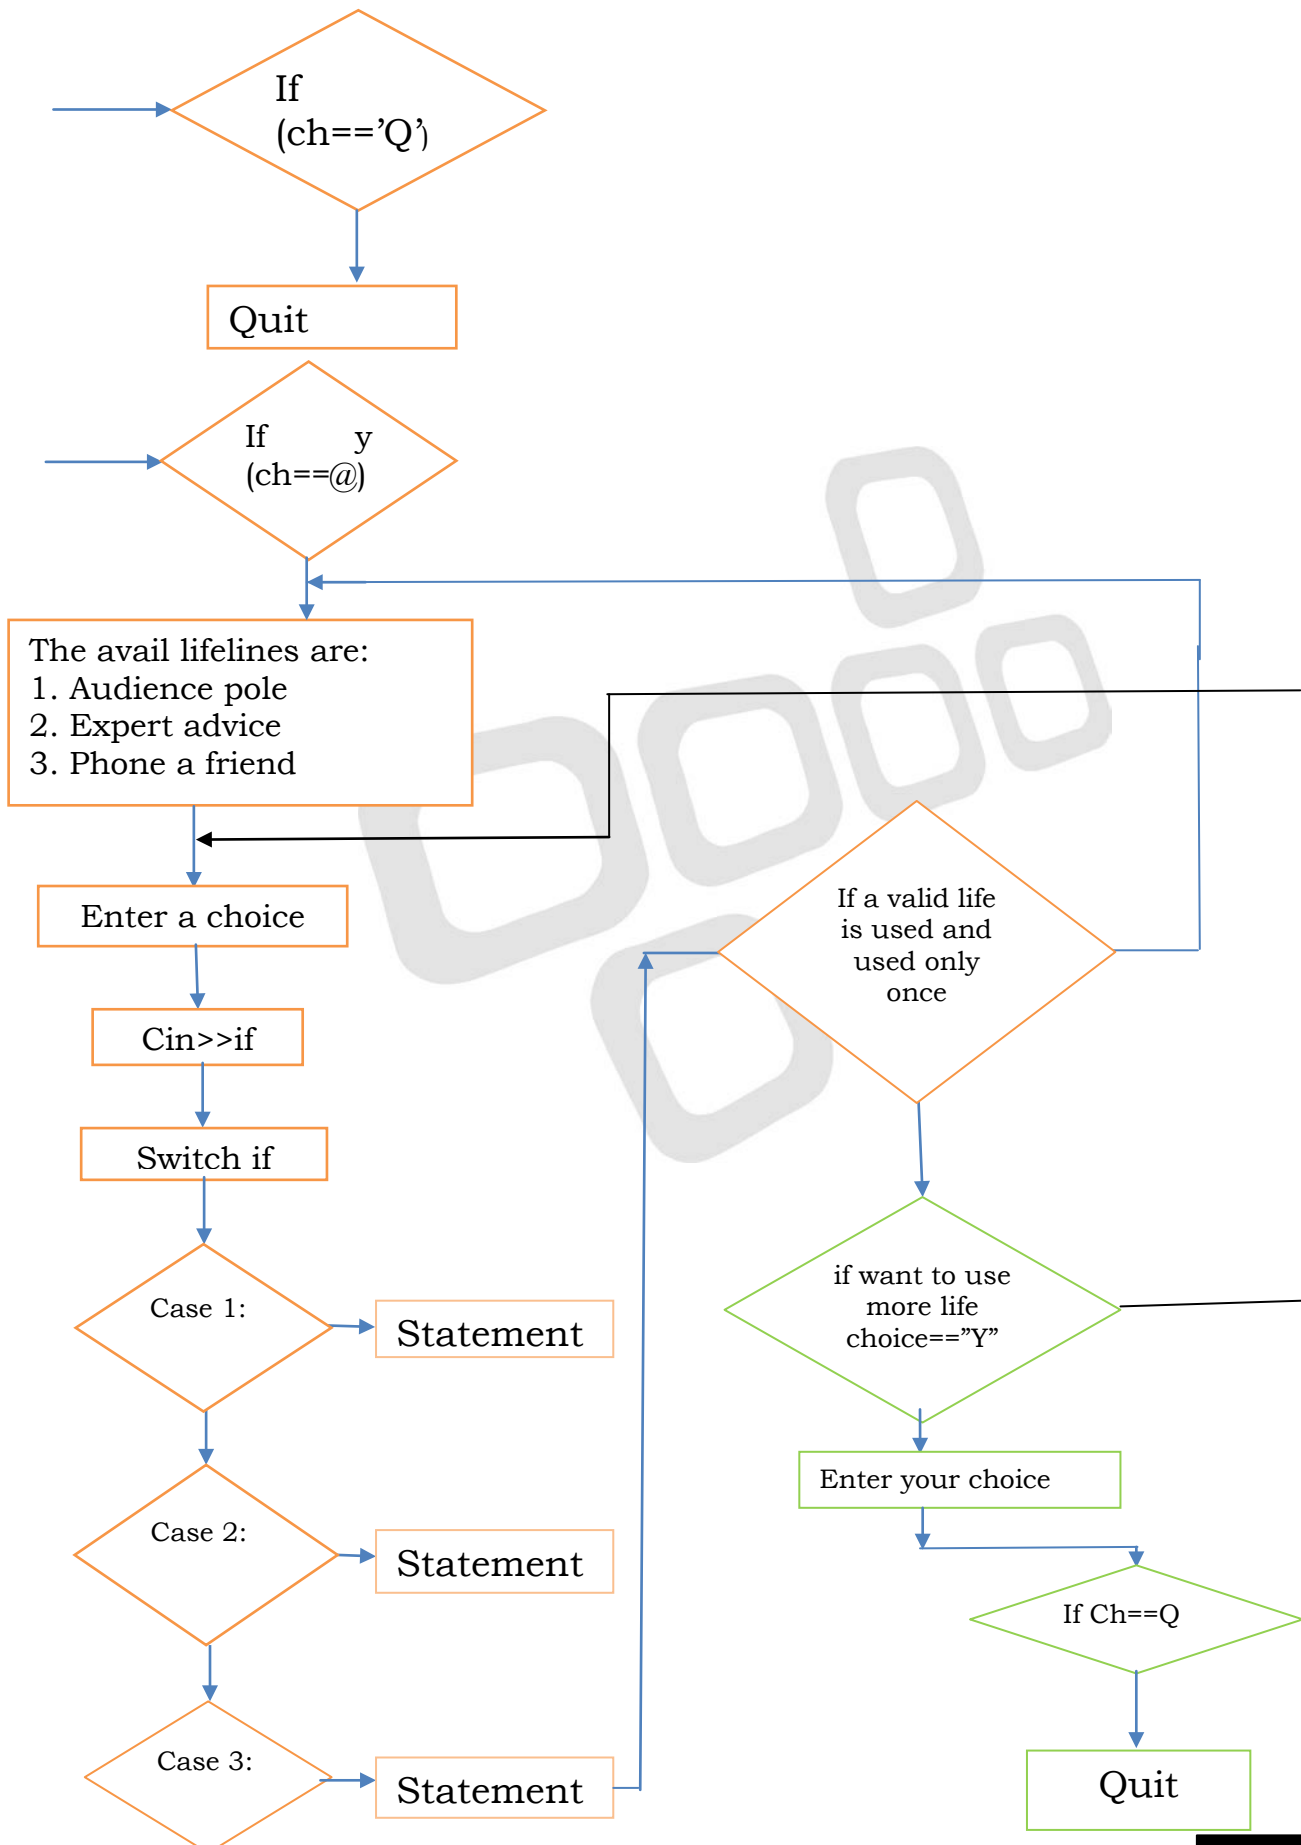 If
(ch==’Q’)
Quit
If y
(ch==@)
The avail lifelines are:
1. Audience pole
2. Expert advice
3. Phone a friend
Enter a choice
Cin>>if
Switch if
Case 1:
Statement
Case 2:
Statement
Case 3:
Statement
If a valid life
is used and
used only
once
if want to use
more life
choice==”Y”
Enter your choice
If Ch==Q
Quit